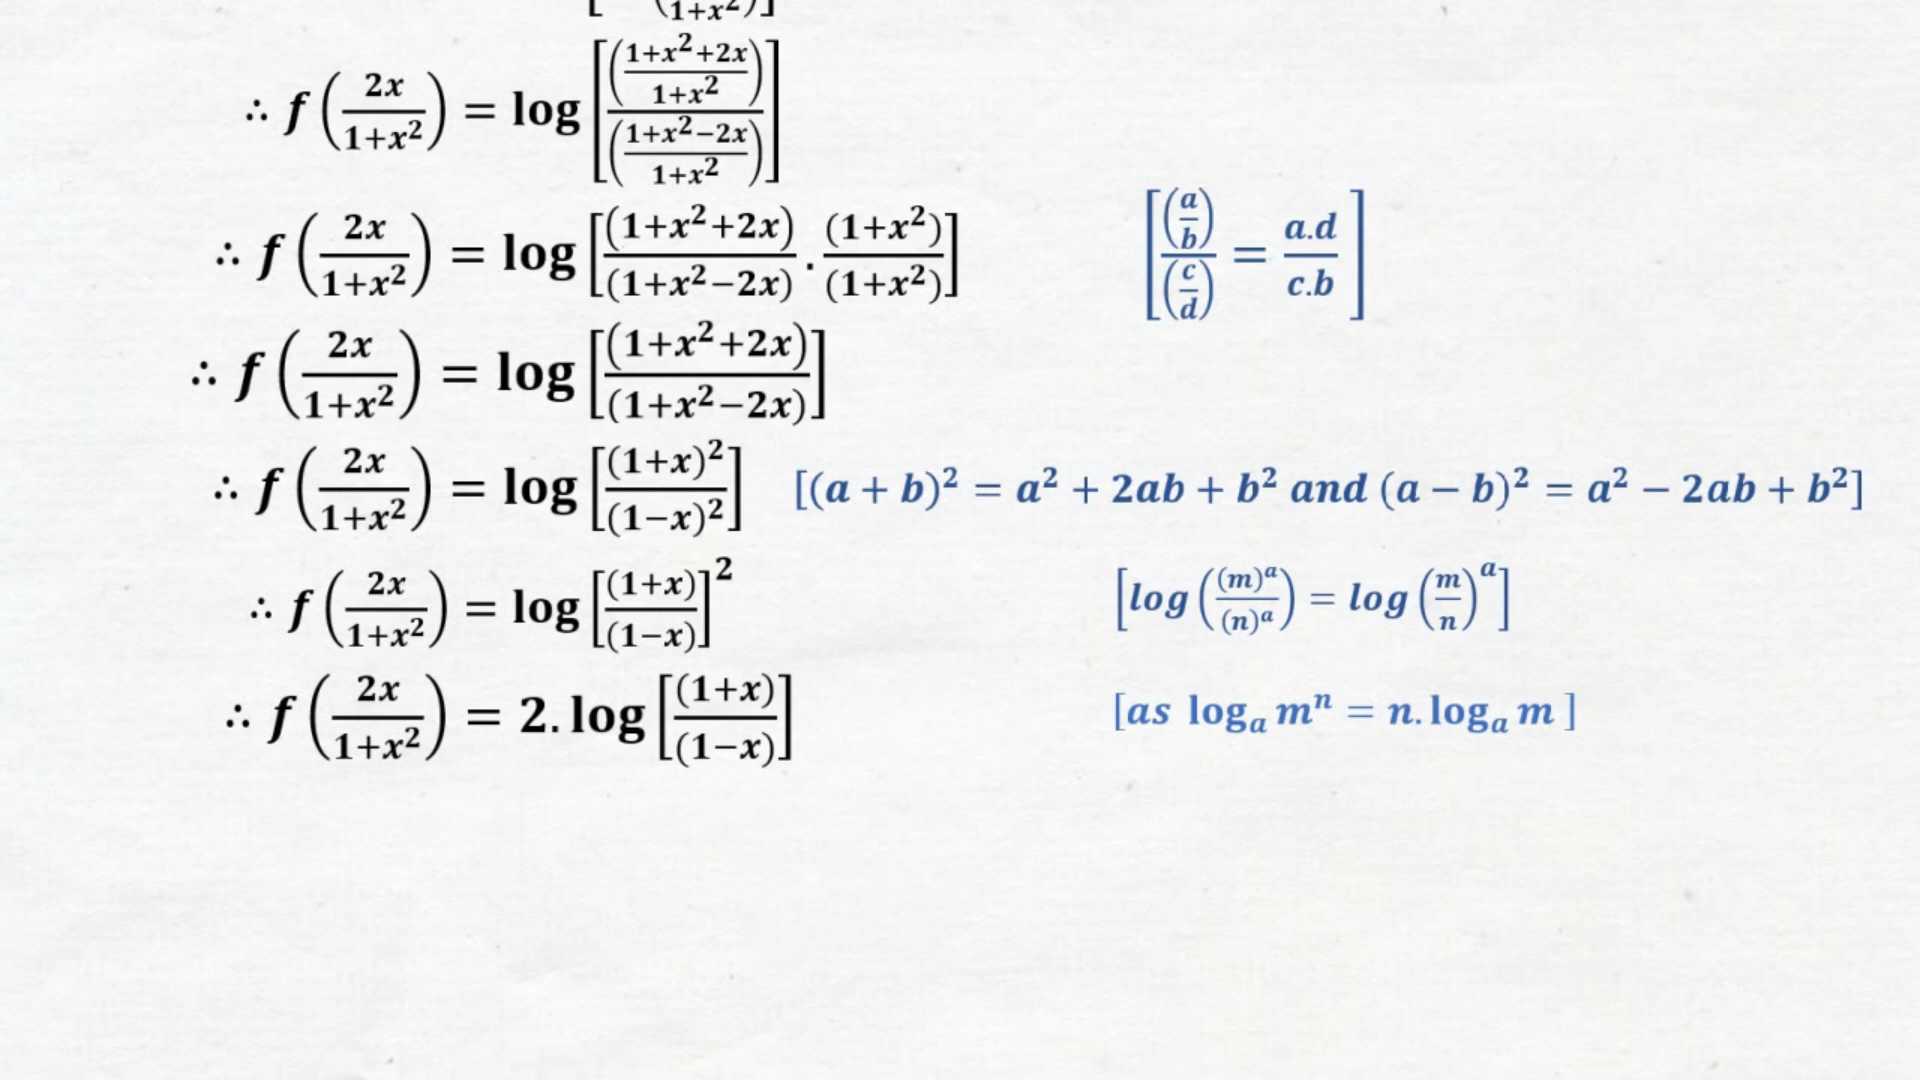 1+x²)]
∴ f(2x/(1+x²)) = log[((1+x²+2x)/(1+x²))/((1+x²−2x)/(1+x²))]
∴ f(2x/(1+x²)) = log[(1+x²+2x)/(1+x²−2x) . (1+x²)/(1+x²)] [(a/b)/(c/d) = a.d/c.b]
∴ f(2x/(1+x²)) = log[(1+x²+2x)/(1+x²−2x)]
∴ f(2x/(1+x²)) = log[(1+x)²/(1−x)²] [(a + b)² = a² + 2ab + b² and (a − b)² = a² − 2ab + b²]
∴ f(2x/(1+x²)) = log[(1+x)/(1−x)]² [log((m)ᵃ/(n)ᵃ) = log(m/n)ᵃ]
∴ f(2x/(1+x²)) = 2.log[(1+x)/(1−x)] [as logₐ mⁿ = n.logₐ m ]